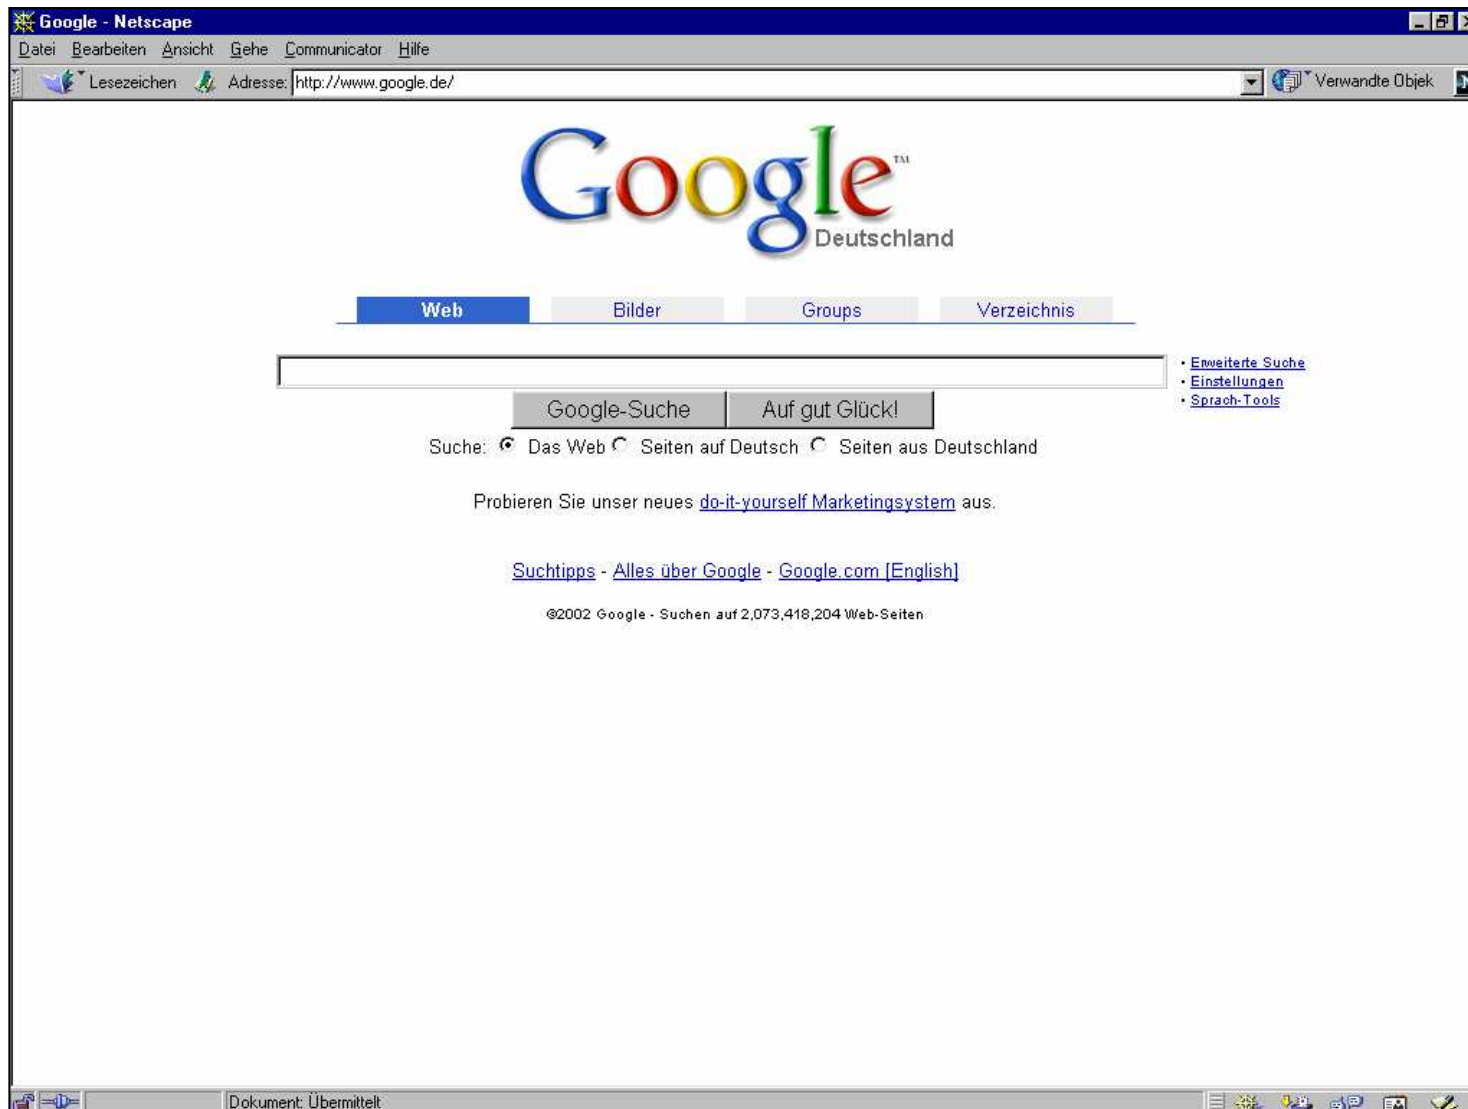 Google - Netscape
Datei Bearbeiten Ansicht Gehe Communicator Hilfe
Lesezeichen Adresse: http://www.google.de/ Verwandte Objek N
Google™
Deutschland
Web Bilder Groups Verzeichnis
• Erweiterte Suche
• Einstellungen
• Sprach-Tools
Google-Suche Auf gut Glück!
Suche: Das Web Seiten auf Deutsch Seiten aus Deutschland
Probieren Sie unser neues do-it-yourself Marketingsystem aus.
Suchtipps - Alles über Google - Google.com [English]
©2002 Google - Suchen auf 2,073,418,204 Web-Seiten
Dokument: Übermittelt